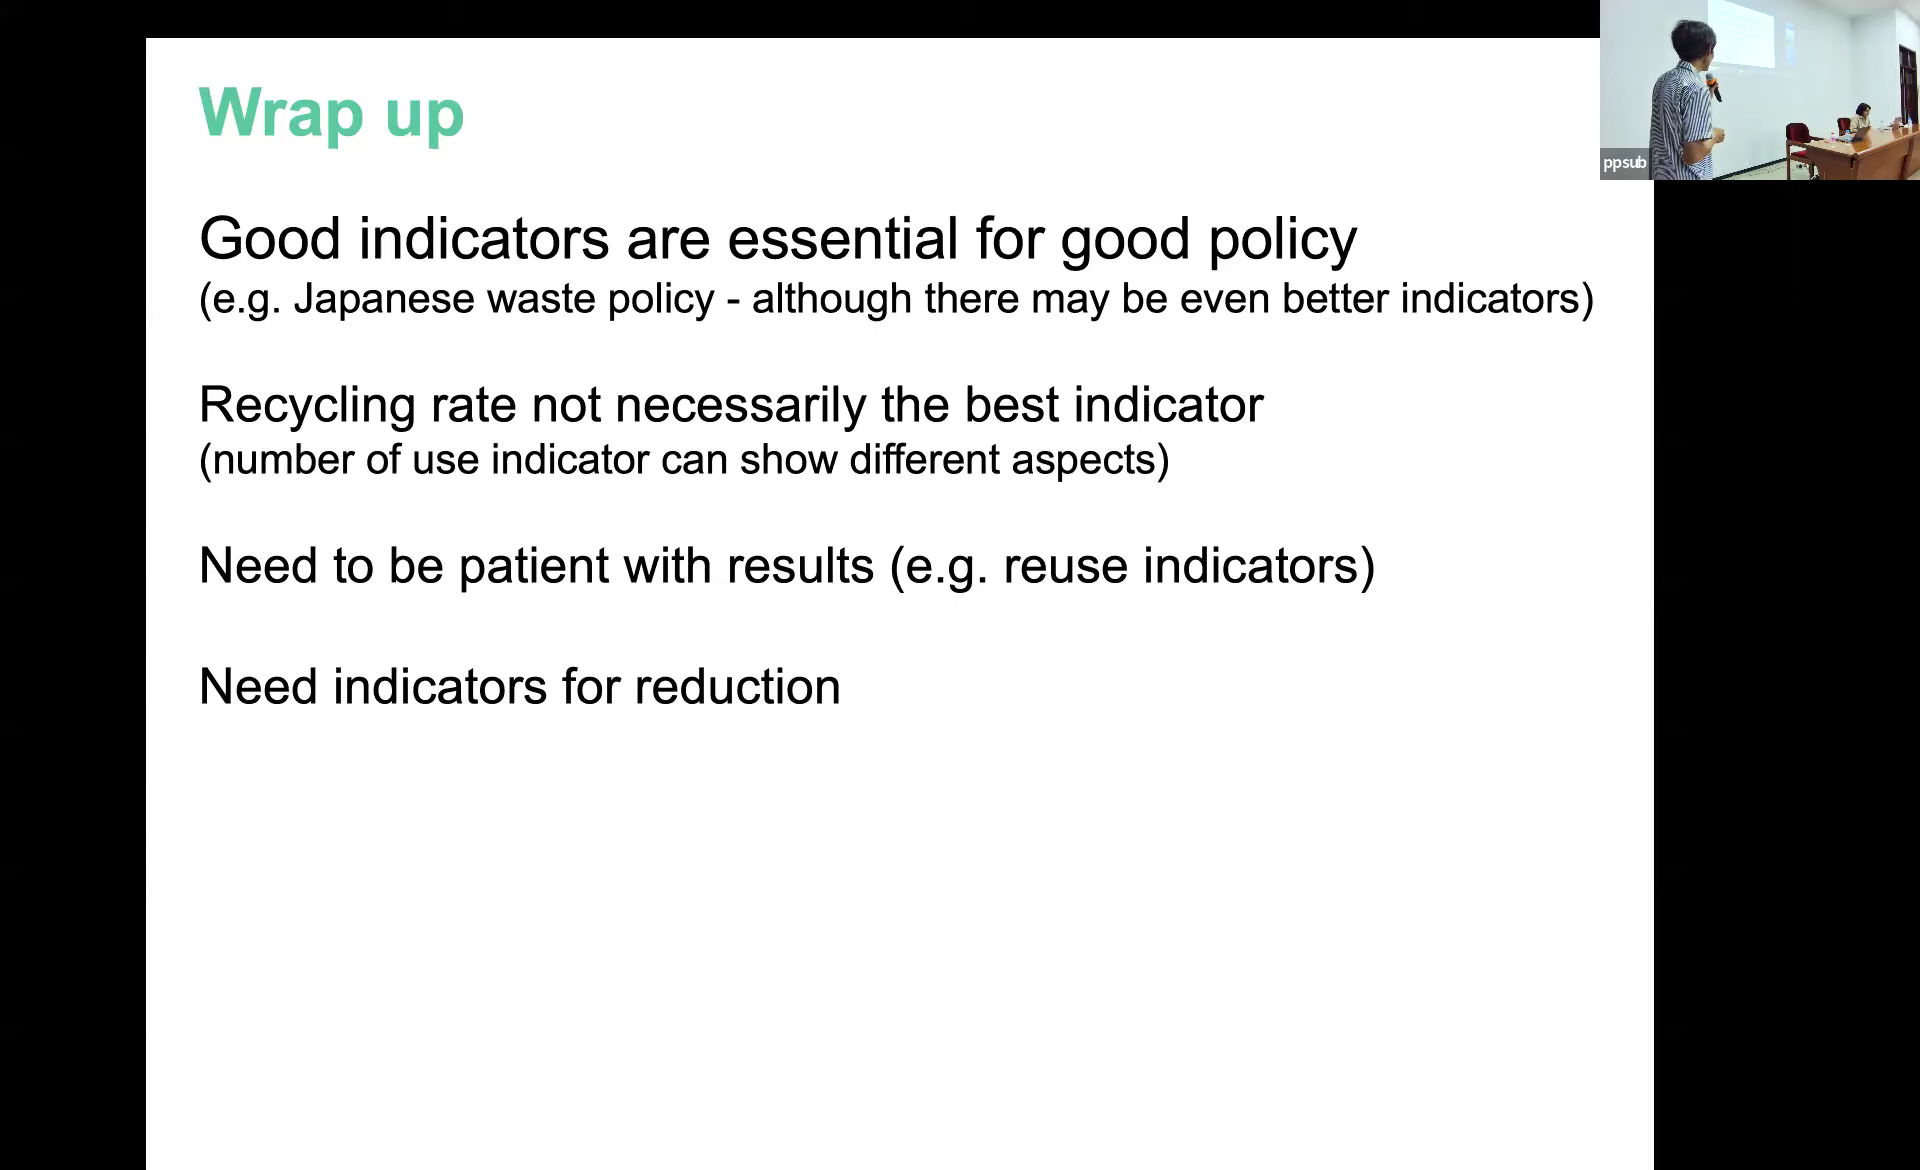 Wrap up
Good indicators are essential for good policy
(e.g. Japanese waste policy - although there may be even better indicators)
Recycling rate not necessarily the best indicator
(number of use indicator can show different aspects)
Need to be patient with results (e.g. reuse indicators)
Need indicators for reduction
ppsub